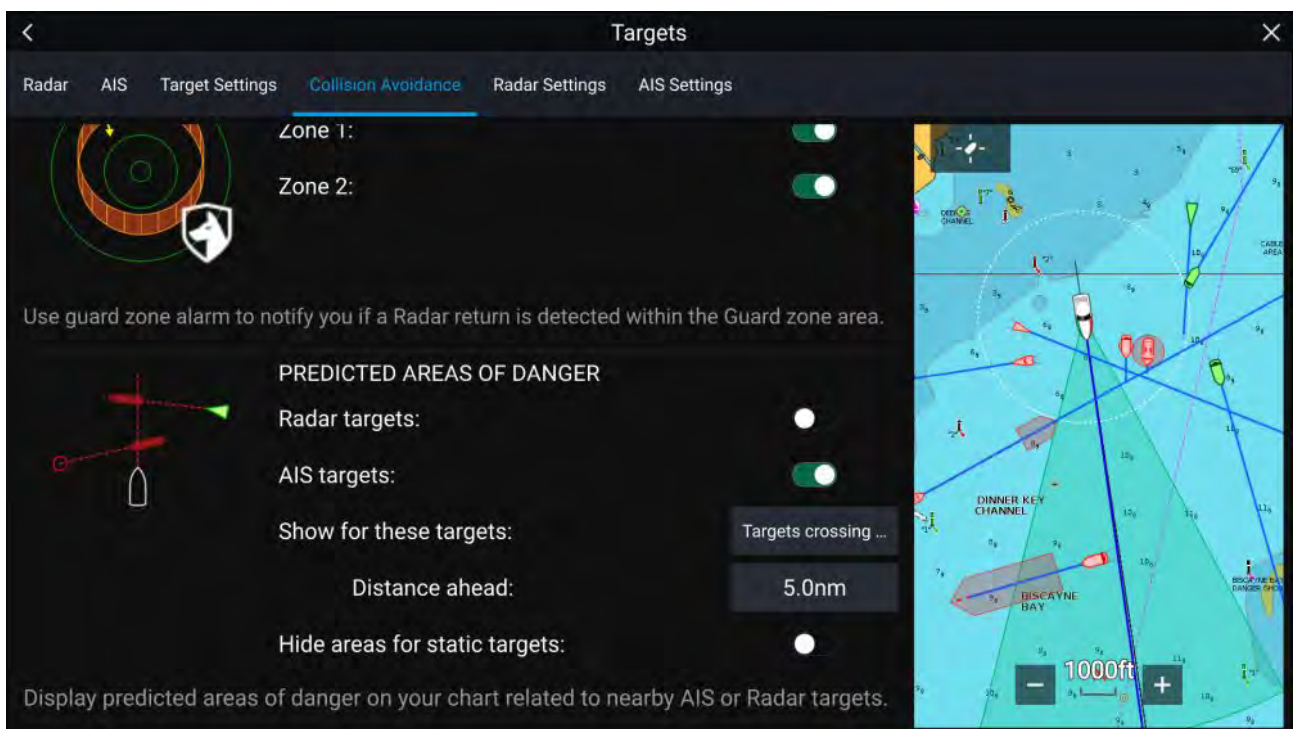 Targets
Radar AIS Target Settings Collision Avoidance Radar Settings AIS Settings
Zone 1:
Zone 2:
Use guard zone alarm to notify you if a Radar return is detected within the Guard zone area.
PREDICTED AREAS OF DANGER
Radar targets:
AIS targets:
Show for these targets: Targets crossing ...
Distance ahead: 5.0nm
Hide areas for static targets:
Display predicted areas of danger on your chart related to nearby AIS or Radar targets.
CHANNEL
CABLE
AREA
DINNER KEY
CHANNEL
BISCAYNE
BAY
1000ft